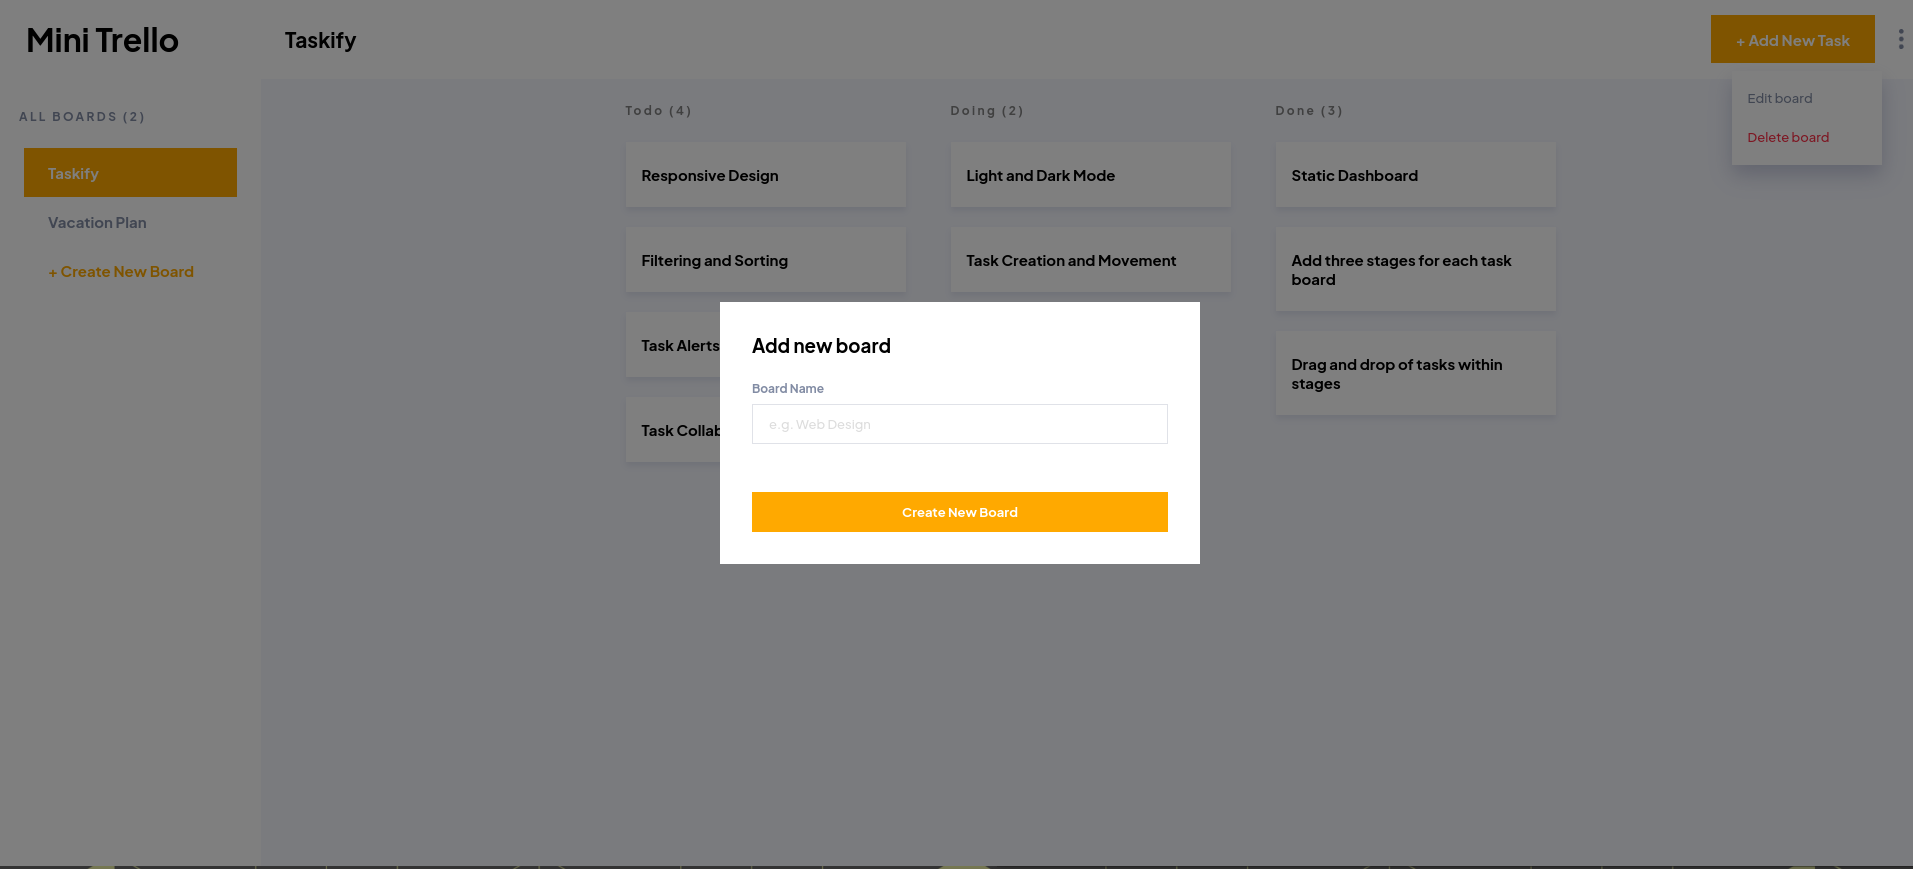 Mini Trello
Taskify
+ Add New Task
Edit board
Delete board
ALL BOARDS (2)
Taskify
Vacation Plan
+ Create New Board
Todo (4)
Responsive Design
Filtering and Sorting
Task Alerts
Task Collab
Doing (2)
Light and Dark Mode
Task Creation and Movement
Done (3)
Static Dashboard
Add three stages for each task
board
Drag and drop of tasks within
stages
Add new board
Board Name
e.g. Web Design
Create New Board